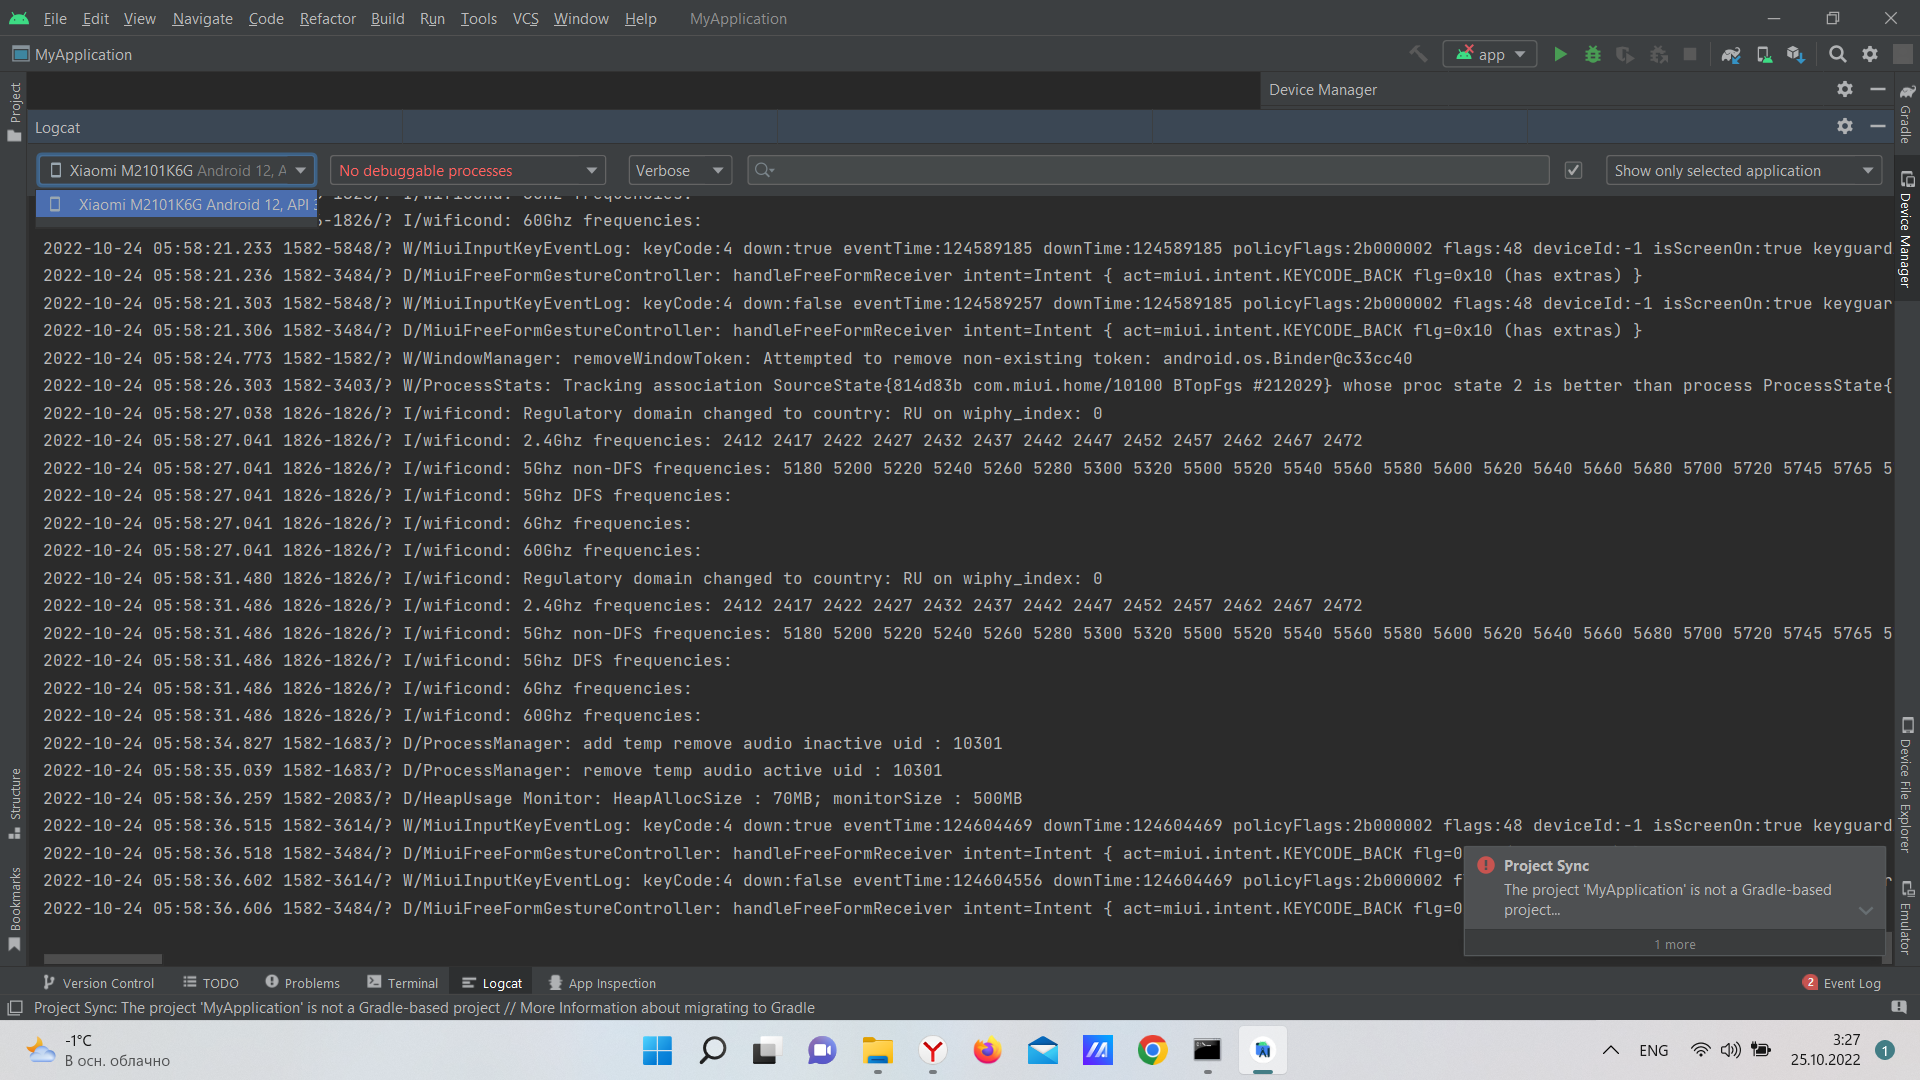 File Edit View Navigate Code Refactor Build Run Tools VCS Window Help MyApplication
MyApplication
app
Project
Device Manager
Logcat
Xiaomi M2101K6G Android 12, A
No debuggable processes
Verbose
Show only selected application
Xiaomi M2101K6G Android 12, API
-1826/? I/wificond: 60Ghz frequencies:
2022-10-24 05:58:21.233 1582-5848/? W/MiuiInputKeyEventLog: keyCode:4 down:true eventTime:124589185 downTime:124589185 policyFlags:2b000002 flags:48 deviceId:-1 isScreenOn:true keyguard
2022-10-24 05:58:21.236 1582-3484/? D/MiuiFreeFormGestureController: handleFreeFormReceiver intent=Intent { act=miui.intent.KEYCODE_BACK flg=0x10 (has extras) }
2022-10-24 05:58:21.303 1582-5848/? W/MiuiInputKeyEventLog: keyCode:4 down:false eventTime:124589257 downTime:124589185 policyFlags:2b000002 flags:48 deviceId:-1 isScreenOn:true keyguar
2022-10-24 05:58:21.306 1582-3484/? D/MiuiFreeFormGestureController: handleFreeFormReceiver intent=Intent { act=miui.intent.KEYCODE_BACK flg=0x10 (has extras) }
2022-10-24 05:58:24.773 1582-1582/? W/WindowManager: removeWindowToken: Attempted to remove non-existing token: android.os.Binder@c33cc40
2022-10-24 05:58:26.303 1582-3403/? W/ProcessStats: Tracking association SourceState{814d83b com.miui.home/10100 BTopFgs #212029} whose proc state 2 is better than process ProcessState{
2022-10-24 05:58:27.038 1826-1826/? I/wificond: Regulatory domain changed to country: RU on wiphy_index: 0
2022-10-24 05:58:27.041 1826-1826/? I/wificond: 2.4Ghz frequencies: 2412 2417 2422 2427 2432 2437 2442 2447 2452 2457 2462 2467 2472
2022-10-24 05:58:27.041 1826-1826/? I/wificond: 5Ghz non-DFS frequencies: 5180 5200 5220 5240 5260 5280 5300 5320 5500 5520 5540 5560 5580 5600 5620 5640 5660 5680 5700 5720 5745 5765 5
2022-10-24 05:58:27.041 1826-1826/? I/wificond: 5Ghz DFS frequencies:
2022-10-24 05:58:27.041 1826-1826/? I/wificond: 6Ghz frequencies:
2022-10-24 05:58:27.041 1826-1826/? I/wificond: 60Ghz frequencies:
2022-10-24 05:58:31.480 1826-1826/? I/wificond: Regulatory domain changed to country: RU on wiphy_index: 0
2022-10-24 05:58:31.486 1826-1826/? I/wificond: 2.4Ghz frequencies: 2412 2417 2422 2427 2432 2437 2442 2447 2452 2457 2462 2467 2472
2022-10-24 05:58:31.486 1826-1826/? I/wificond: 5Ghz non-DFS frequencies: 5180 5200 5220 5240 5260 5280 5300 5320 5500 5520 5540 5560 5580 5600 5620 5640 5660 5680 5700 5720 5745 5765 5
2022-10-24 05:58:31.486 1826-1826/? I/wificond: 5Ghz DFS frequencies:
2022-10-24 05:58:31.486 1826-1826/? I/wificond: 6Ghz frequencies:
2022-10-24 05:58:31.486 1826-1826/? I/wificond: 60Ghz frequencies:
2022-10-24 05:58:34.827 1582-1683/? D/ProcessManager: add temp remove audio inactive uid : 10301
2022-10-24 05:58:35.039 1582-1683/? D/ProcessManager: remove temp audio active uid : 10301
2022-10-24 05:58:36.259 1582-2083/? D/HeapUsage Monitor: HeapAllocSize : 70MB; monitorSize : 500MB
2022-10-24 05:58:36.515 1582-3614/? W/MiuiInputKeyEventLog: keyCode:4 down:true eventTime:124604469 downTime:124604469 policyFlags:2b000002 flags:48 deviceId:-1 isScreenOn:true keyguard
2022-10-24 05:58:36.518 1582-3484/? D/MiuiFreeFormGestureController: handleFreeFormReceiver intent=Intent { act=miui.intent.KEYCODE_BACK flg=0
2022-10-24 05:58:36.602 1582-3614/? W/MiuiInputKeyEventLog: keyCode:4 down:false eventTime:124604556 downTime:124604469 policyFlags:2b000002 f
2022-10-24 05:58:36.606 1582-3484/? D/MiuiFreeFormGestureController: handleFreeFormReceiver intent=Intent { act=miui.intent.KEYCODE_BACK flg=0
Project Sync
The project 'MyApplication' is not a Gradle-based
project...
1 more
Structure
Bookmarks
Gradle
Device Manager
Device File Explorer
Emulator
Version Control TODO Problems Terminal Logcat App Inspection
2 Event Log
Project Sync: The project 'MyApplication' is not a Gradle-based project // More Information about migrating to Gradle
-1°C
В осн. облачно
ENG
3:27
25.10.2022
1